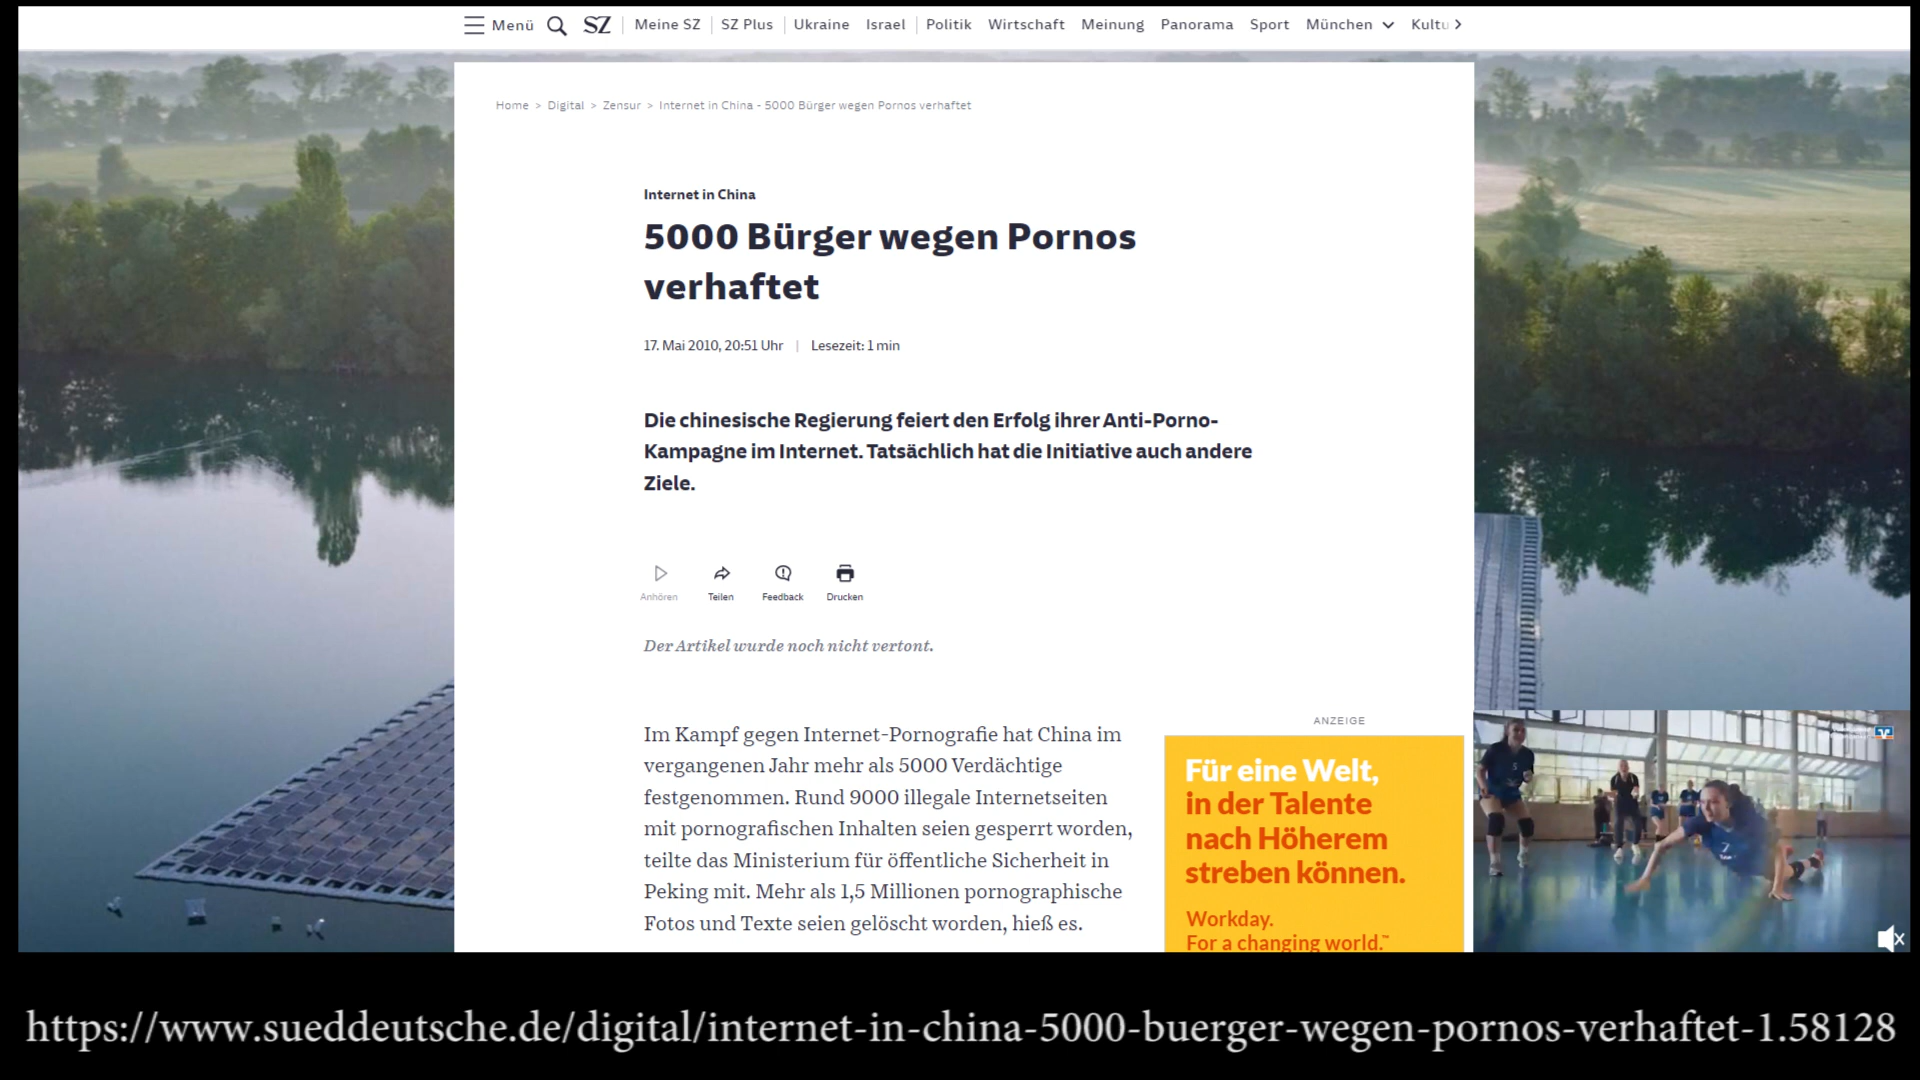 Menü SZ Meine SZ SZ Plus Ukraine Israel Politik Wirtschaft Meinung Panorama Sport München Kultu
Home > Digital > Zensur > Internet in China - 5000 Bürger wegen Pornos verhaftet
Internet in China
5000 Bürger wegen Pornos
verhaftet
17. Mai 2010, 20:51 Uhr | Lesezeit: 1 min
Die chinesische Regierung feiert den Erfolg ihrer Anti-Porno-
Kampagne im Internet. Tatsächlich hat die Initiative auch andere
Ziele.
Anhören Teilen Feedback Drucken
Der Artikel wurde noch nicht vertont.
Im Kampf gegen Internet-Pornografie hat China im
vergangenen Jahr mehr als 5000 Verdächtige
festgenommen. Rund 9000 illegale Internetseiten
mit pornografischen Inhalten seien gesperrt worden,
teilte das Ministerium für öffentliche Sicherheit in
Peking mit. Mehr als 1,5 Millionen pornographische
Fotos und Texte seien gelöscht worden, hieß es.
ANZEIGE
Für eine Welt,
in der Talente
nach Höherem
streben können.
Workday.
For a changing world.™
https://www.sueddeutsche.de/digital/internet-in-china-5000-buerger-wegen-pornos-verhaftet-1.58128